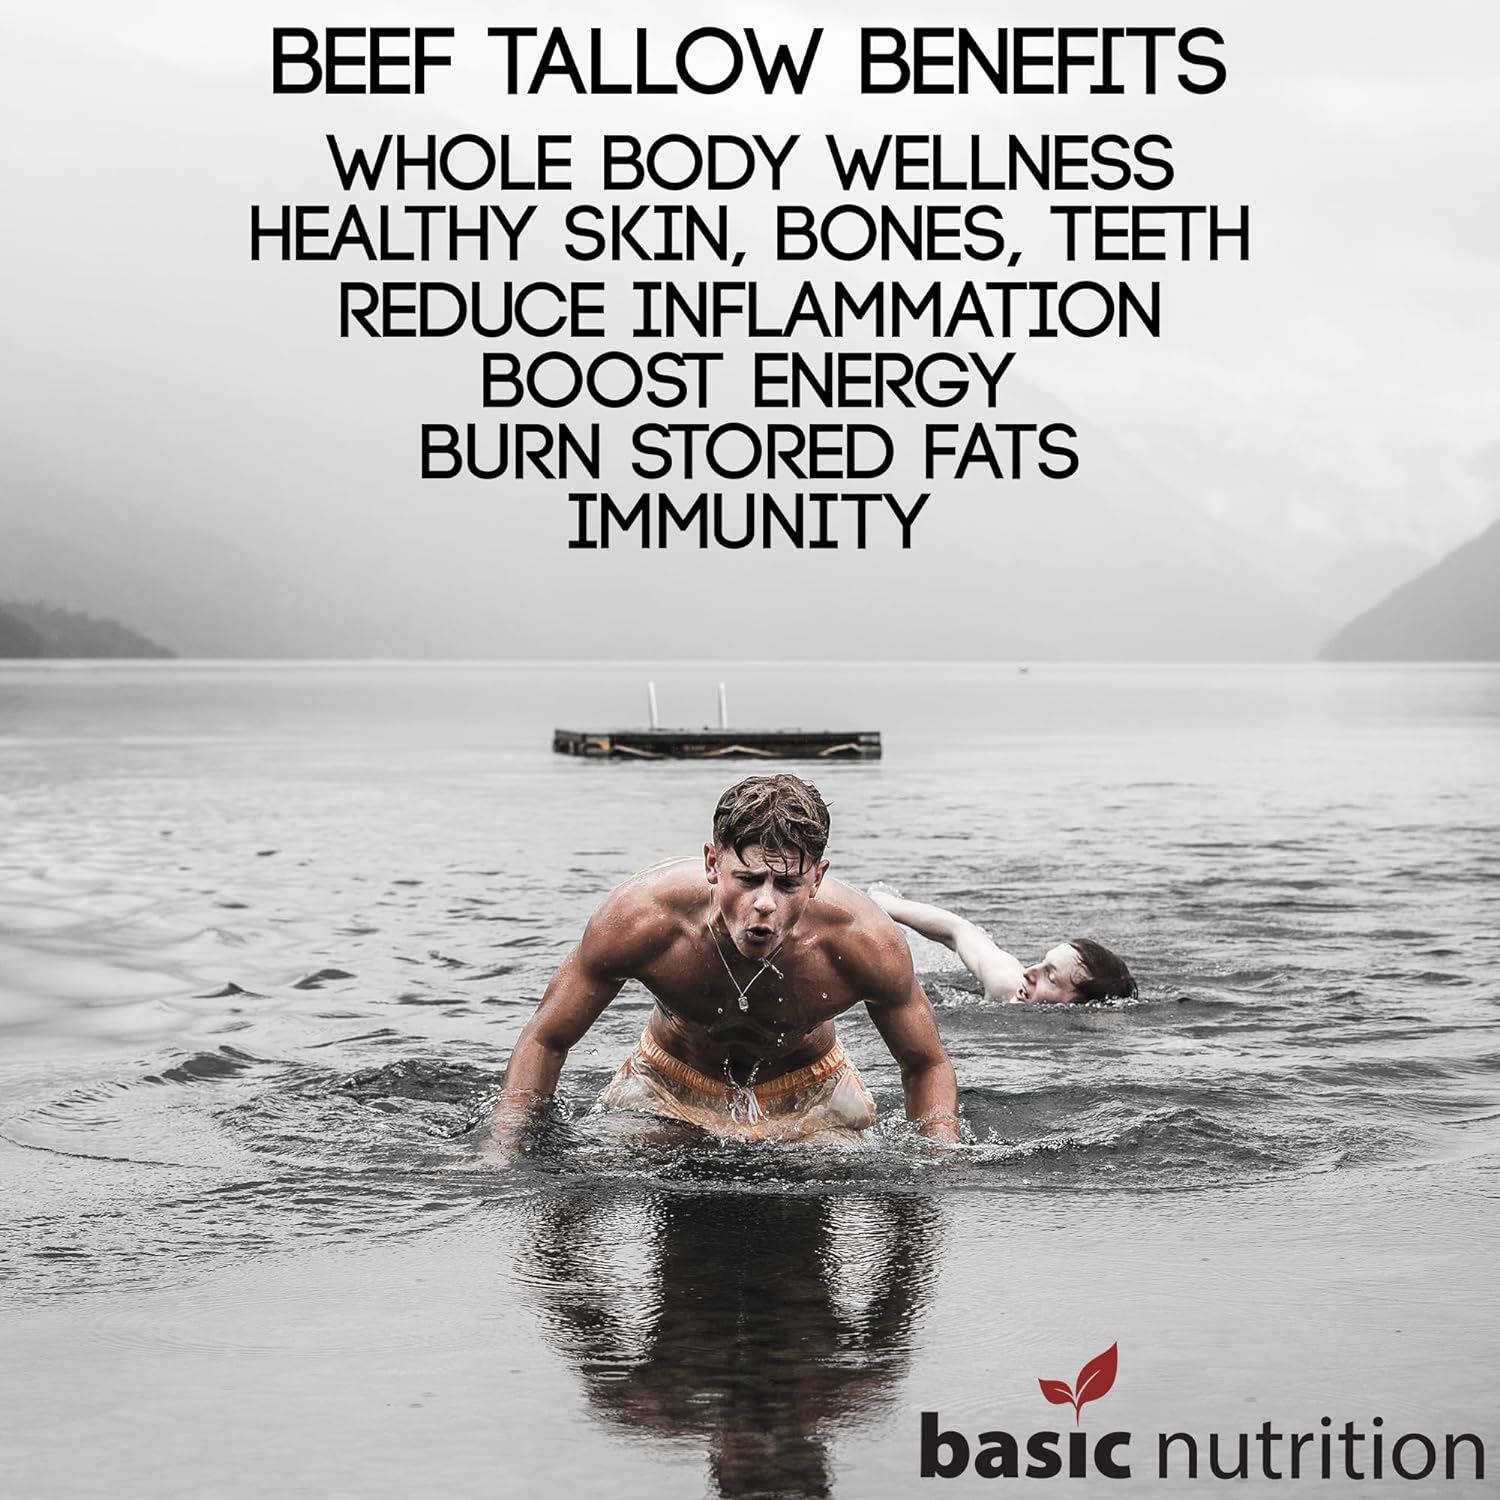 BEEF TALLOW BENEFITS
WHOLE BODY WELLNESS
HEALTHY SKIN, BONES, TEETH
REDUCE INFLAMMATION
BOOST ENERGY
BURN STORED FATS
IMMUNITY
basic nutrition